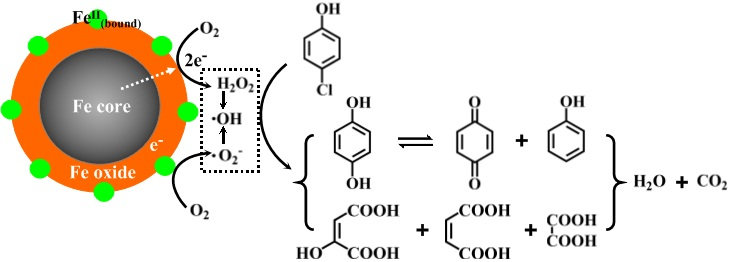 Fe^II(bound)
O₂
2e⁻
H₂O₂
·OH
·O₂⁻
Fe core
e⁻
Fe oxide
O₂
OH
Cl
OH
OH
O
O
+
OH
COOH
HO COOH
+
COOH
COOH
+
COOH
COOH
H₂O + CO₂